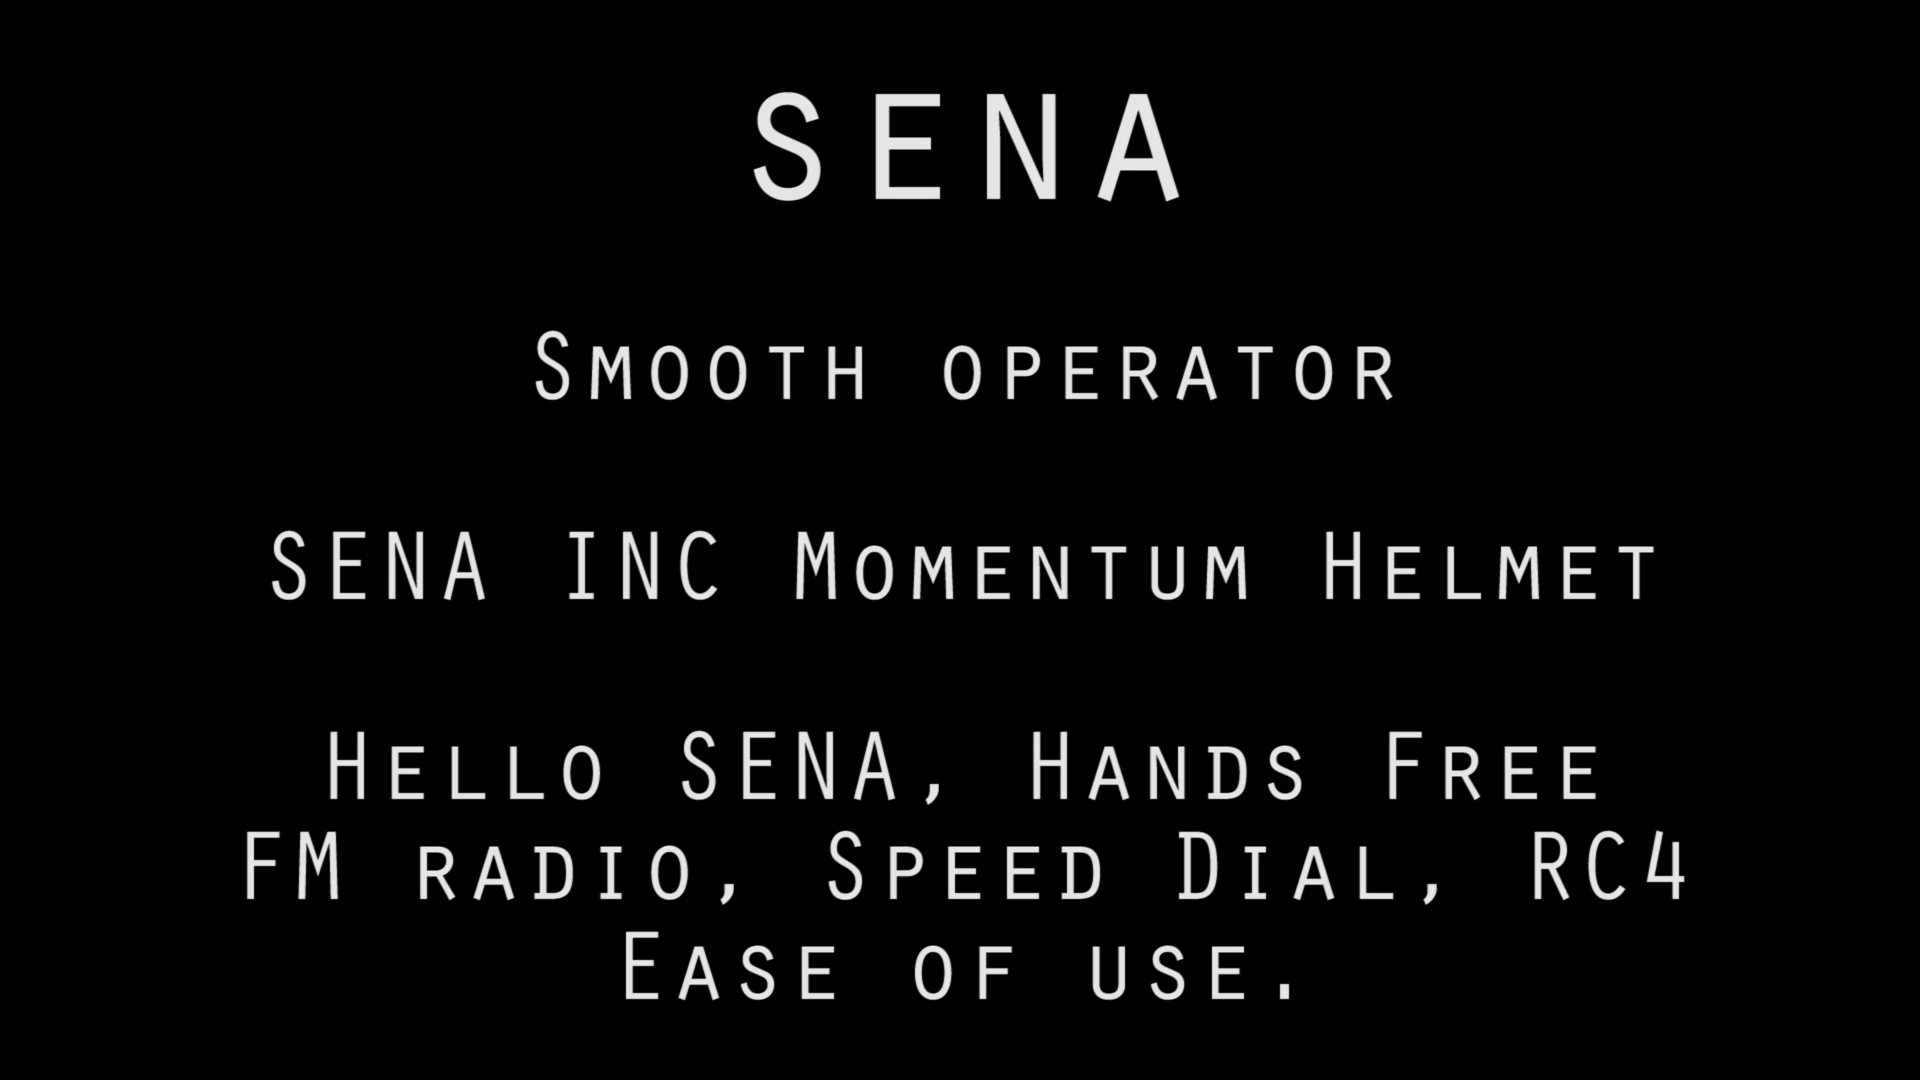 SENA
Smooth operator
SENA INC Momentum Helmet
Hello SENA, Hands Free
FM radio, Speed Dial, RC4
Ease of use.